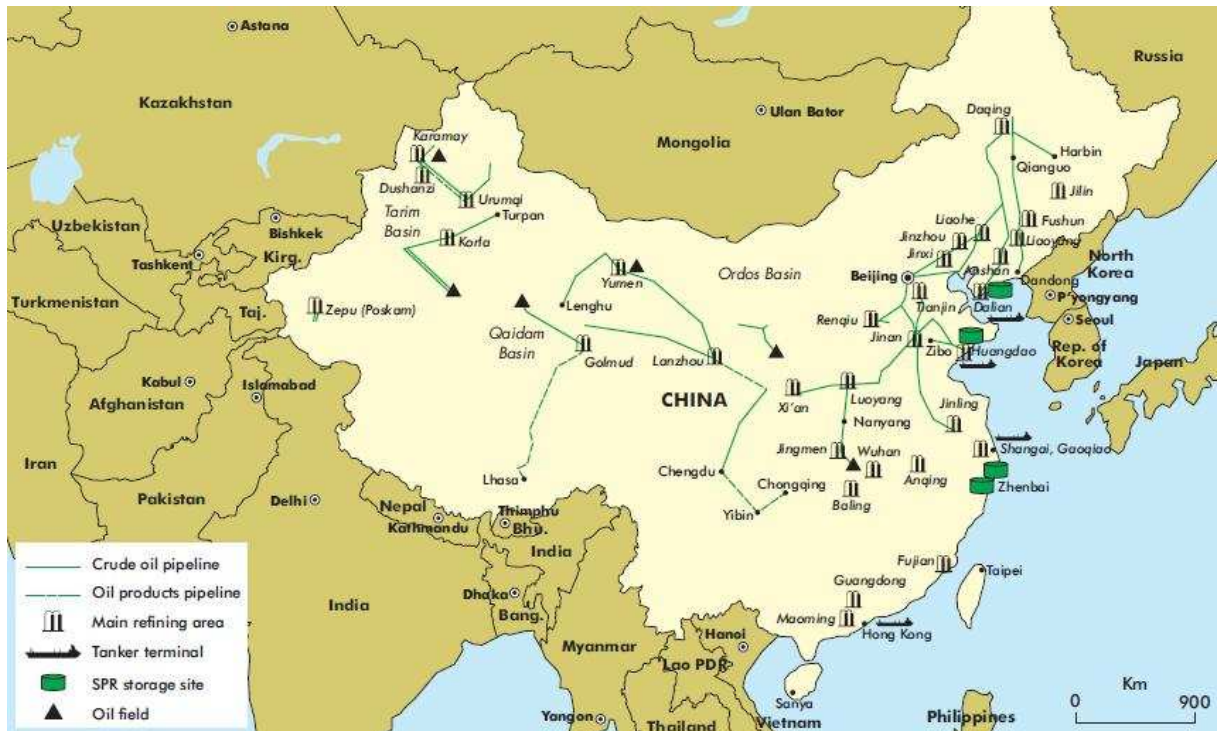 Astana
Russia
Kazakhstan
Ulan Bator
Daqing
Mongolia
Karamay
Harbin
Qianguo
Dushanzi
Jilin
Urumqi
Turpan
Tarim
Basin
Liaohe
Fushun
Uzbekistan
Bishkek
Korla
Jinzhou
Liaoyang
Tashkent
Kirg.
Jinxi
Anshan
North
Korea
Ordos Basin
Beijing
Dandong
Yumen
Turkmenistan
Taj.
Zepu (Poskam)
Lenghu
Tianjin
Dalian
P'yongyang
Renqiu
Seoul
Qaidam
Basin
Golmud
Lanzhou
Jinan
Zibo
Huangdao
Rep. of
Korea
Japan
Kabul
Islamabad
Afghanistan
CHINA
Xi'an
Luoyang
Jinling
Nanyang
Iran
Jingmen
Wuhan
Shangai, Gaoqiao
Lhasa
Chengdu
Chongqing
Anqing
Zhenbai
Pakistan
Delhi
Nepal
Kathmandu
Thimphu
Bhu.
Yibin
Baling
India
Fujian
Taipei
Guangdong
India
Dhaka
Bang.
Maoming
Hong Kong
Myanmar
Hanoi
Lao PDR
Sanya
Yangon
Thailand
Vietnam
Philippines
Crude oil pipeline
Oil products pipeline
Main refining area
Tanker terminal
SPR storage site
Oil field
Km
0 900